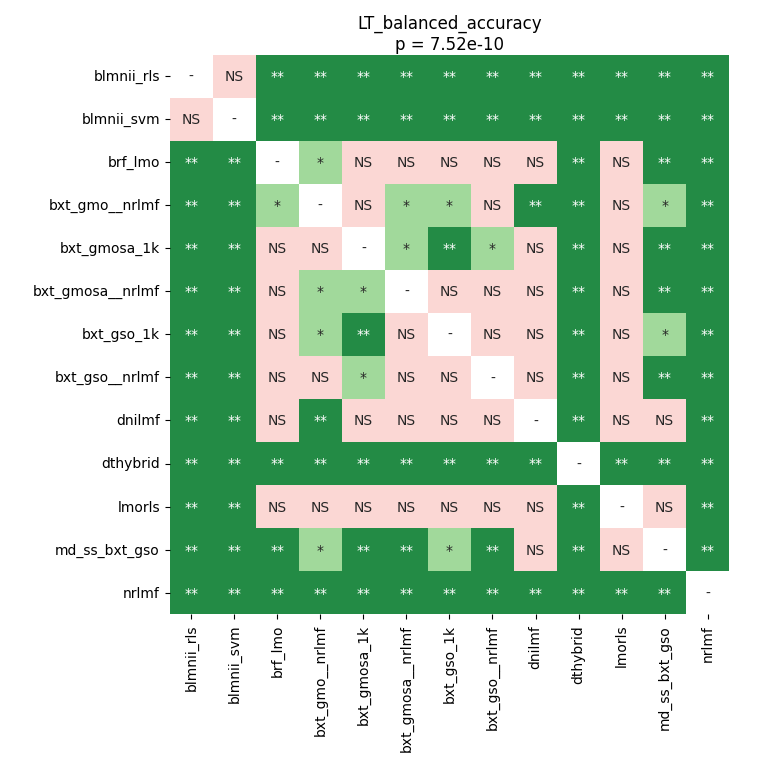 LT_balanced_accuracy
p = 7.52e-10
blmnii_rls - NS ** ** ** ** ** ** ** ** ** ** **
blmnii_svm NS - ** ** ** ** ** ** ** ** ** ** **
brf_lmo ** ** - * NS NS NS NS NS ** NS ** **
bxt_gmo__nrlmf ** ** * - NS * * NS ** ** NS * **
bxt_gmosa_1k ** ** NS NS - * ** * NS ** NS ** **
bxt_gmosa__nrlmf ** ** NS * * - NS NS NS ** NS ** **
bxt_gso_1k ** ** NS * ** NS - NS NS ** NS * **
bxt_gso__nrlmf ** ** NS NS * NS NS - NS ** NS ** **
dnilmf ** ** NS ** NS NS NS NS - ** NS NS **
dthybrid ** ** ** ** ** ** ** ** ** - ** ** **
lmorls ** ** NS NS NS NS NS NS NS ** - NS **
md_ss_bxt_gso ** ** ** * ** ** * ** NS ** NS - **
nrlmf ** ** ** ** ** ** ** ** ** ** ** ** -
blmnii_rls
blmnii_svm
brf_lmo
bxt_gmo__nrlmf
bxt_gmosa_1k
bxt_gmosa__nrlmf
bxt_gso_1k
bxt_gso__nrlmf
dnilmf
dthybrid
lmorls
md_ss_bxt_gso
nrlmf